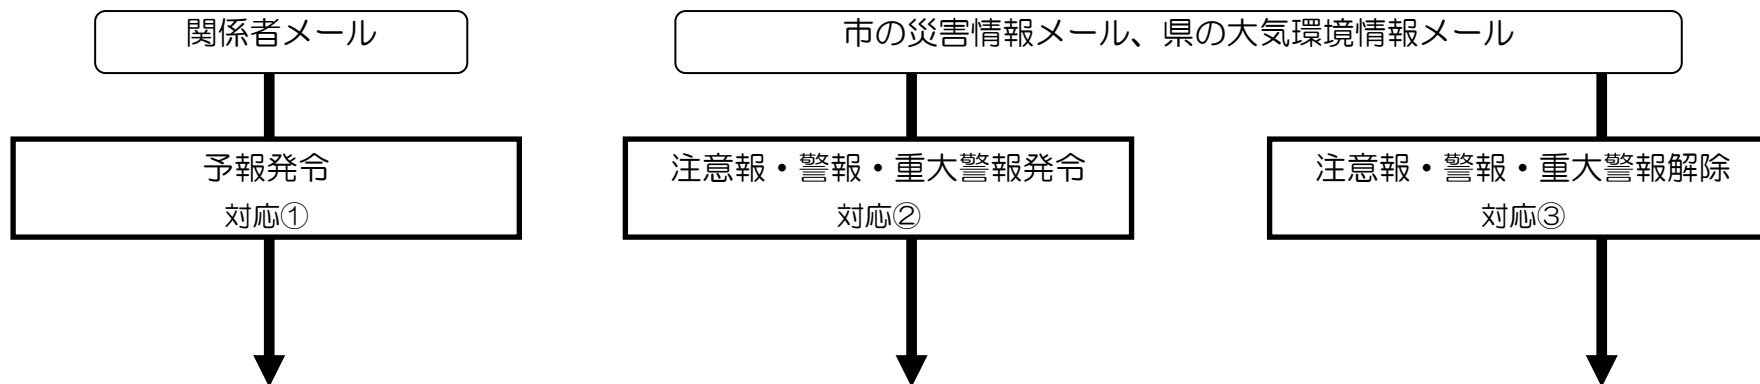 関係者メール
市の災害情報メール、県の大気環境情報メール
予報発令
対応①
注意報・警報・重大警報発令
対応②
注意報・警報・重大警報解除
対応③